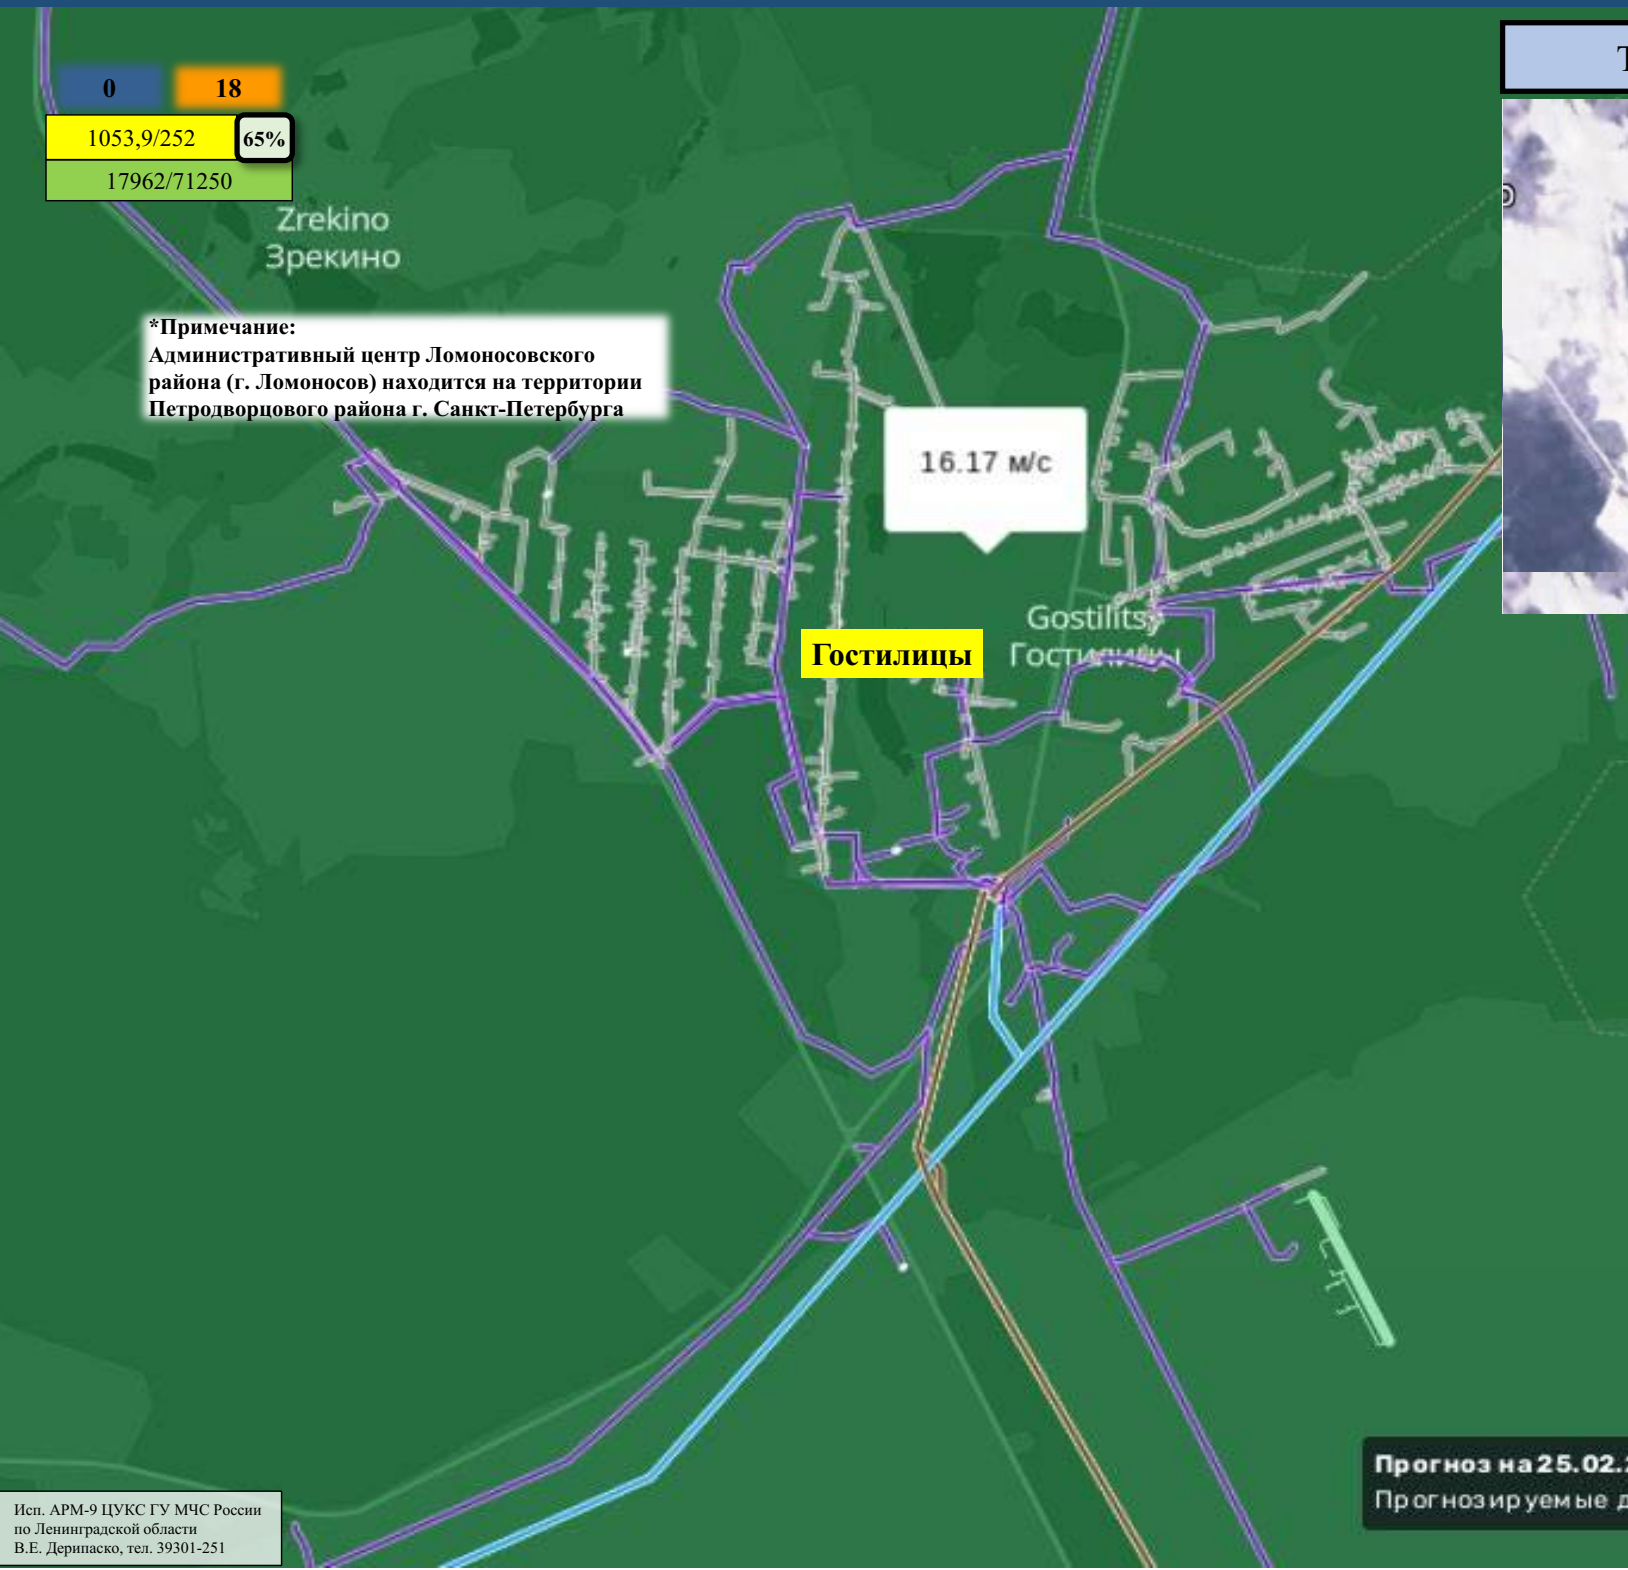 0
18
1053,9/252
65%
17962/71250
Zrekino
Зрекино
*Примечание:
Административный центр Ломоносовского
района (г. Ломоносов) находится на территории
Петродворцового района г. Санкт-Петербурга
16.17 м/с
Gostilitsy
Гостилицы
Гостилицы
Прогноз на 25.02.
Прогнозируемые
Исп. АРМ-9 ЦУКС ГУ МЧС России
по Ленинградской области
В.Е. Дерипаско, тел. 39301-251